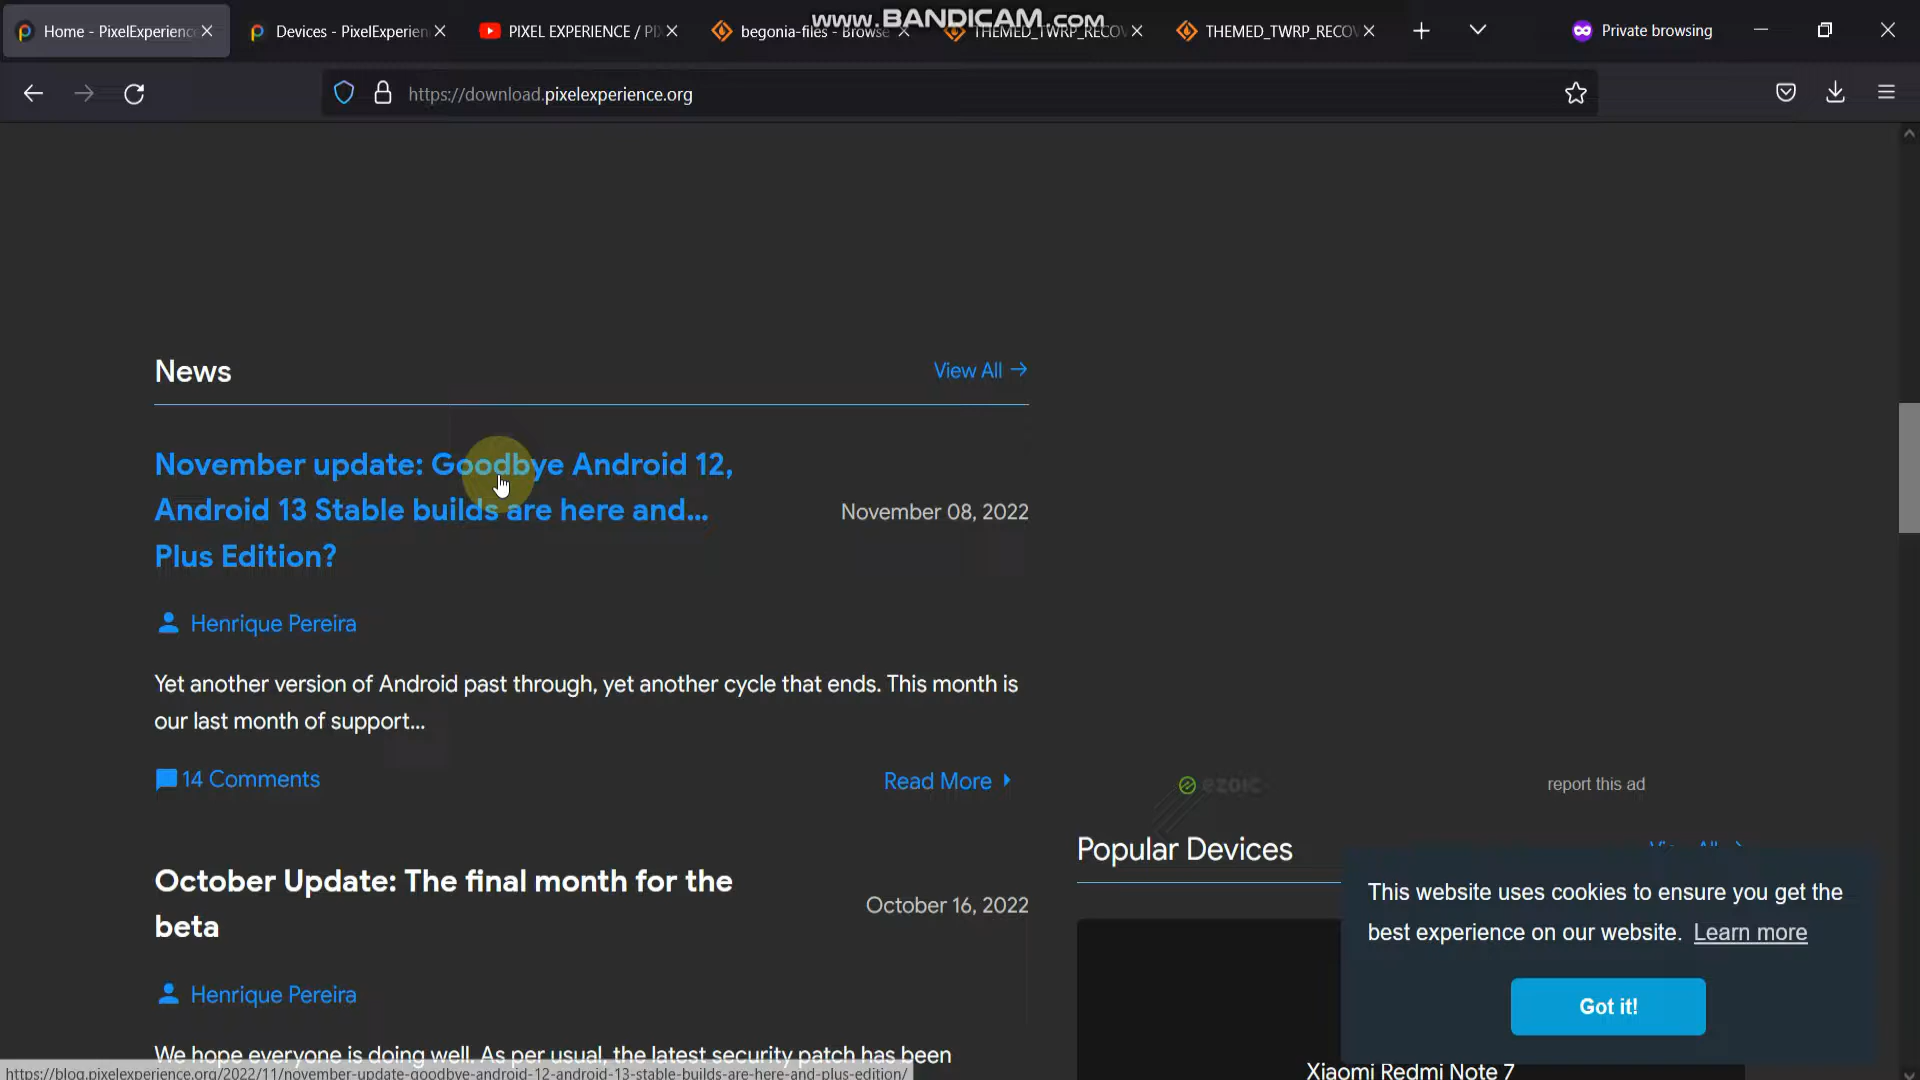 Home - PixelExperienc
Devices - PixelExperien
PIXEL EXPERIENCE / PI
begonia-files - Browse
THEMED_TWRP_RECOV
THEMED_TWRP_RECOV
Private browsing
www.BANDICAM.com
https://download.pixelexperience.org
News
View All →
November update: Goodbye Android 12,
Android 13 Stable builds are here and...
Plus Edition?
November 08, 2022
Henrique Pereira
Yet another version of Android past through, yet another cycle that ends. This month is
our last month of support...
14 Comments
Read More
October Update: The final month for the
beta
October 16, 2022
Henrique Pereira
We hope everyone is doing well. As per usual, the latest security patch has been
https://blog.pixelexperience.org/2022/11/november-update-goodbye-android-12-android-13-stable-builds-are-here-and-plus-edition/
ezoic
report this ad
Popular Devices
View All
Xiaomi Redmi Note 7
This website uses cookies to ensure you get the
best experience on our website. Learn more
Got it!